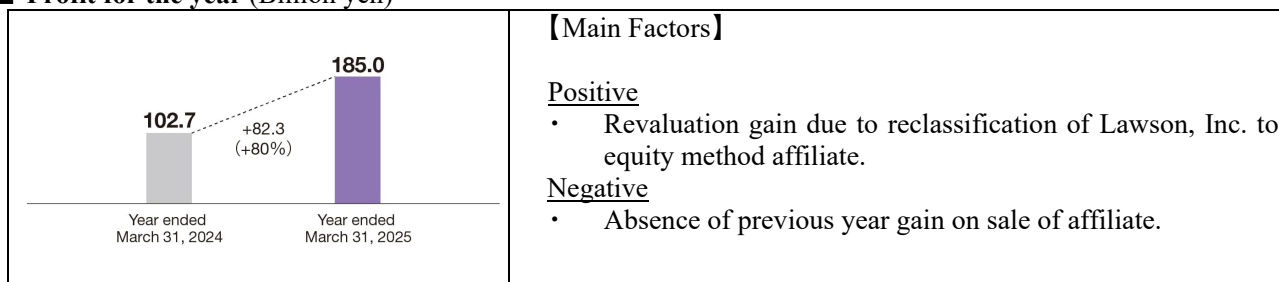 ■ Profit for the year (Billion yen)
185.0
102.7
+82.3
(+80%)
Year ended
March 31, 2024
Year ended
March 31, 2025
【Main Factors】
Positive
・ Revaluation gain due to reclassification of Lawson, Inc. to
equity method affiliate.
Negative
・ Absence of previous year gain on sale of affiliate.